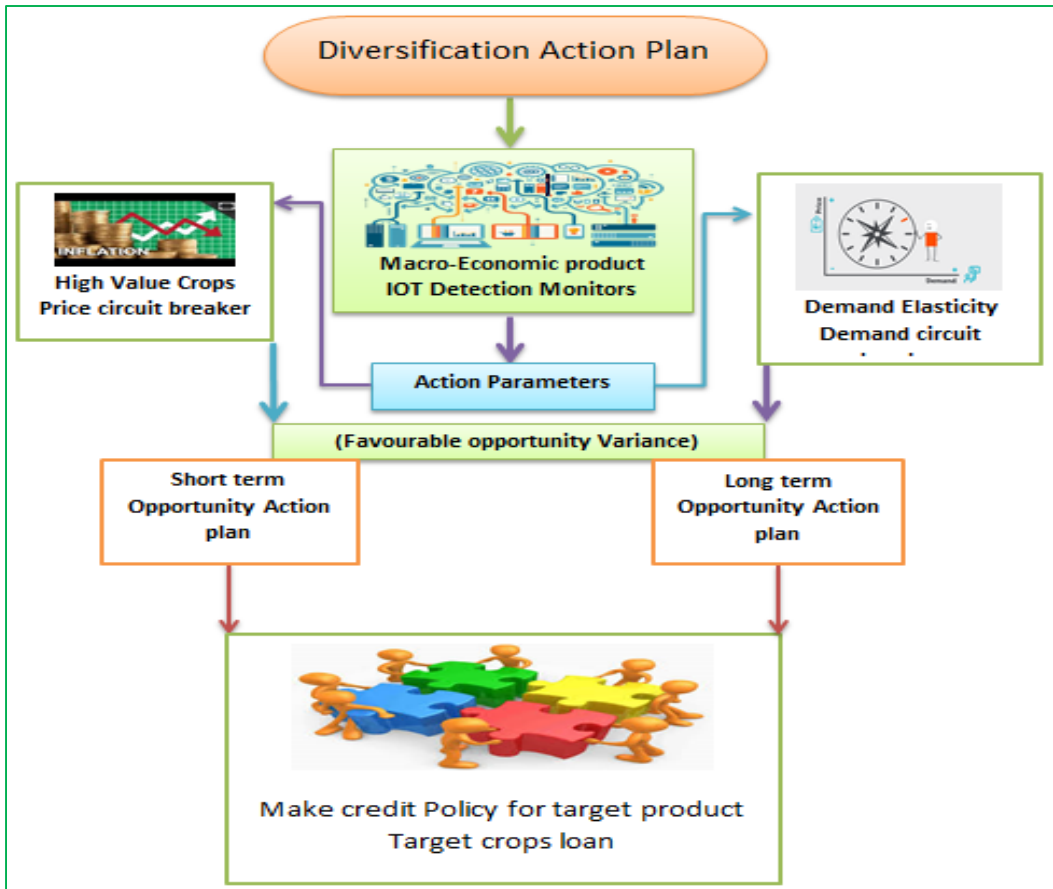 Diversification Action Plan
Macro-Economic product
IOT Detection Monitors
INFLATION
High Value Crops
Price circuit breaker
Price
Demand
Demand Elasticity
Demand circuit
Action Parameters
(Favourable opportunity Variance)
Short term
Opportunity Action
plan
Long term
Opportunity Action
plan
Make credit Policy for target product
Target crops loan